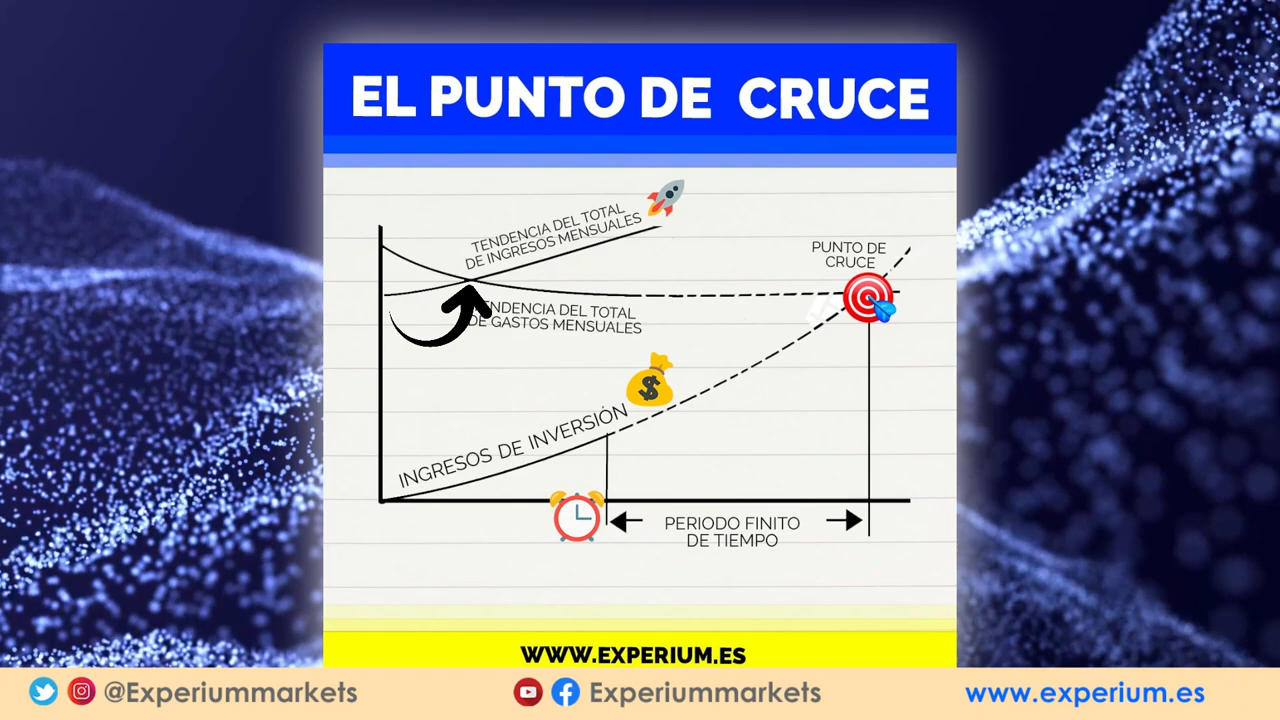 EL PUNTO DE CRUCE
TENDENCIA DEL TOTAL
DE INGRESOS MENSUALES
PUNTO DE
CRUCE
NDENCIA DEL TOTAL
DE GASTOS MENSUALES
$
INGRESOS DE INVERSIÓN
PERIODO FINITO
DE TIEMPO
WWW.EXPERIUM.ES
@Experiummarkets
Experiummarkets
www.experium.es